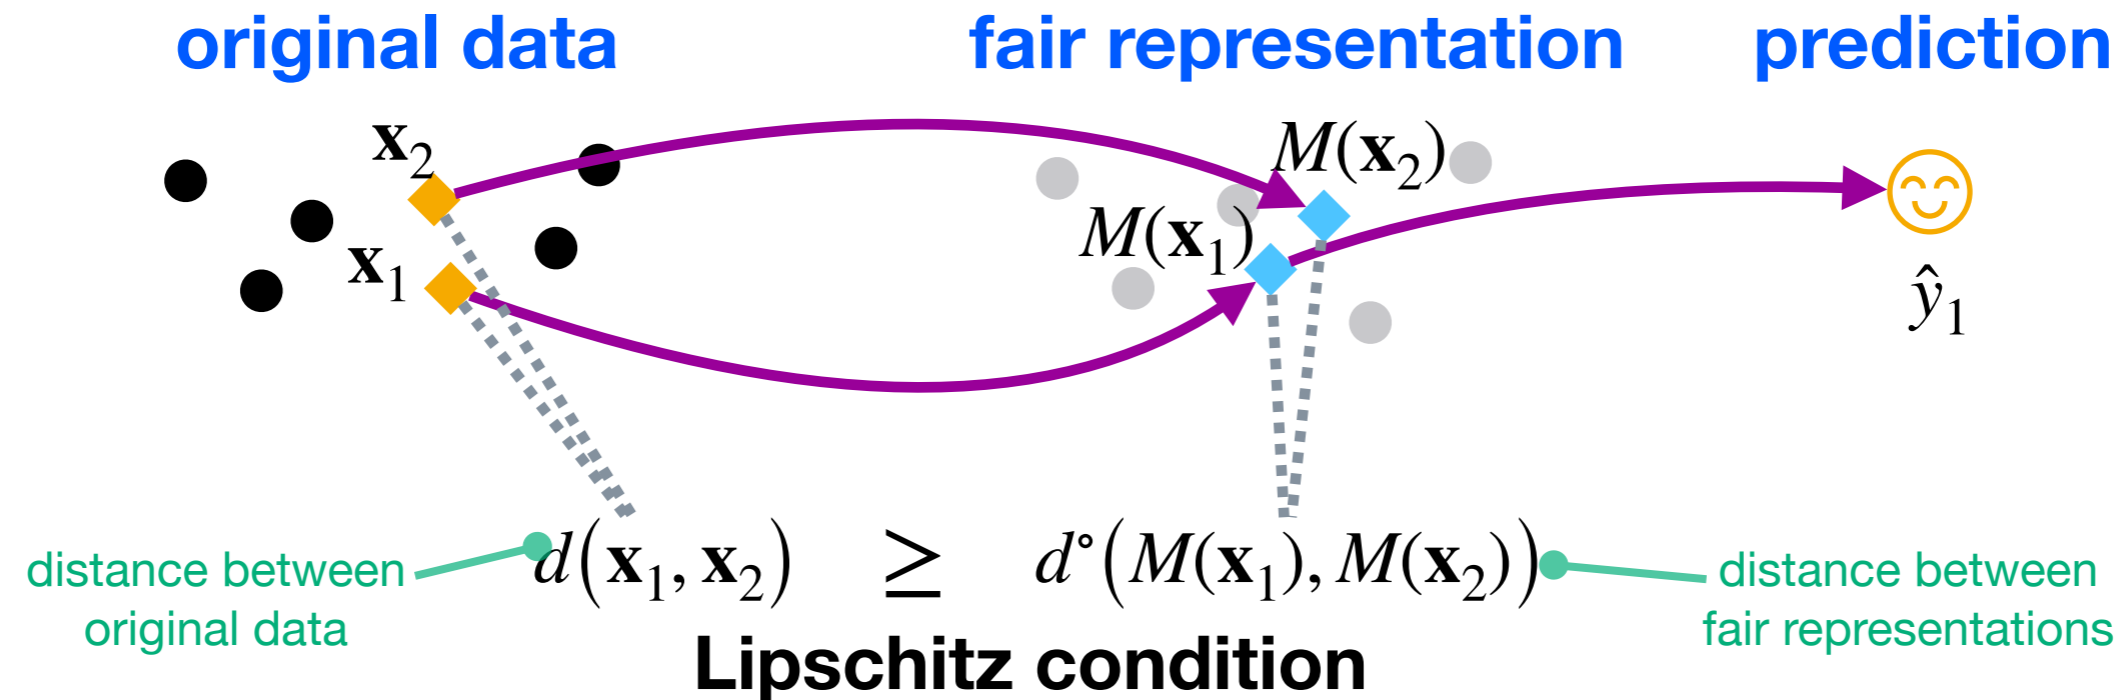 original data
fair representation
prediction
x₂
x₁
M(x₂)
M(x₁)
ŷ₁
distance between
original data
d(x₁, x₂) ≥ d°(M(x₁), M(x₂))
distance between
fair representations
Lipschitz condition